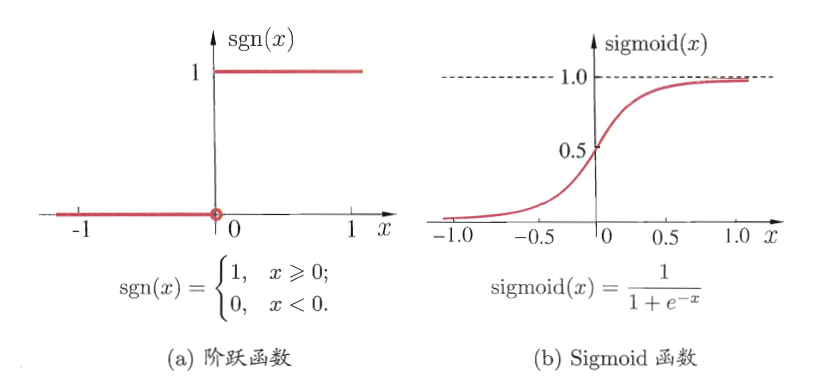 sgn(x)
1
-1
0
1
x
sgn(x) = { 1, x ⩾ 0;
0, x < 0.
(a) 阶跃函数
sigmoid(x)
1.0
0.5
−1.0
−0.5
0
0.5
1.0
x
sigmoid(x) = 1 / (1 + e^{−x})
(b) Sigmoid 函数